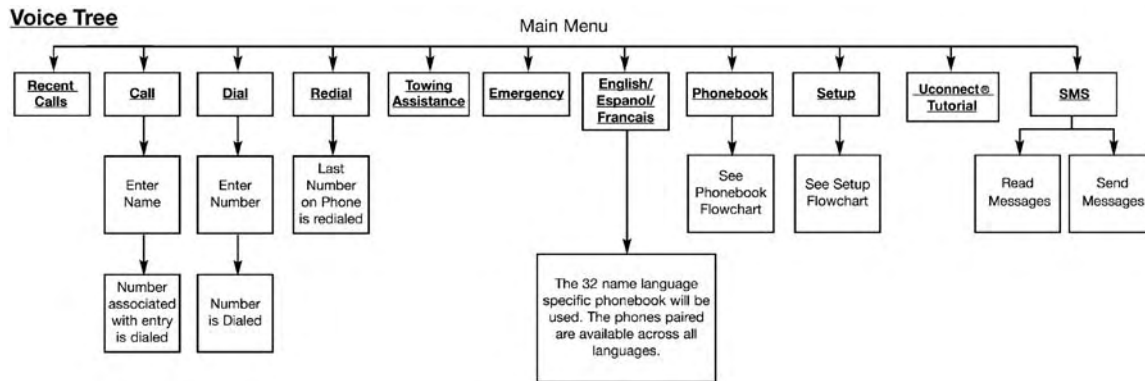 Voice Tree
Main Menu
Recent
Calls
Call
Dial
Redial
Towing
Assistance
Emergency
English/
Espanol/
Francais
Phonebook
Setup
Uconnect®
Tutorial
SMS
Enter
Name
Enter
Number
Last
Number
on Phone
is redialed
See
Phonebook
Flowchart
See Setup
Flowchart
Read
Messages
Send
Messages
Number
associated
with entry
is dialed
Number
is Dialed
The 32 name language
specific phonebook will be
used. The phones paired
are available across all
languages.